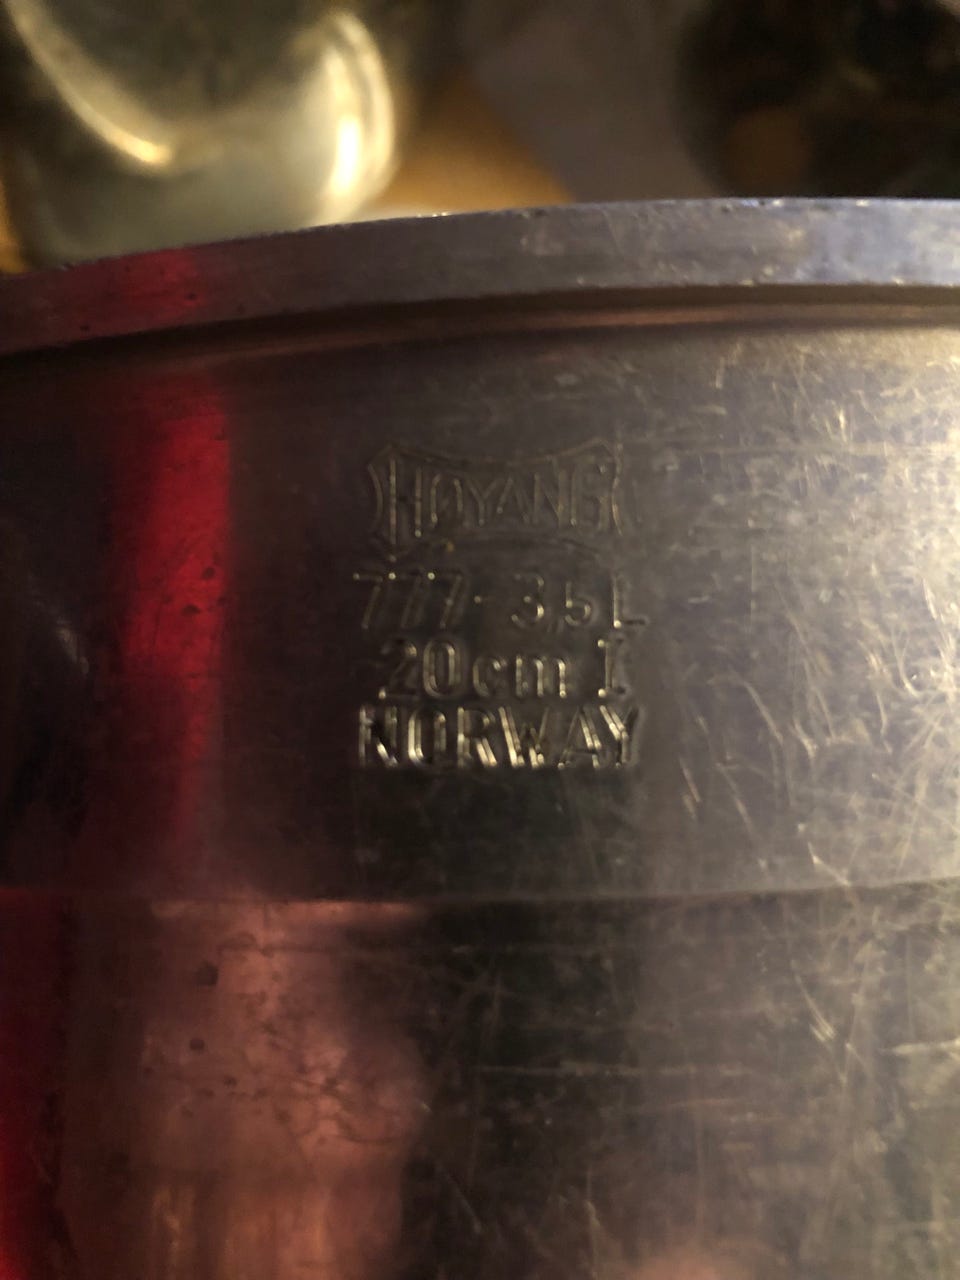 HØYANG
777-3,5L
20cm I
NORWAY